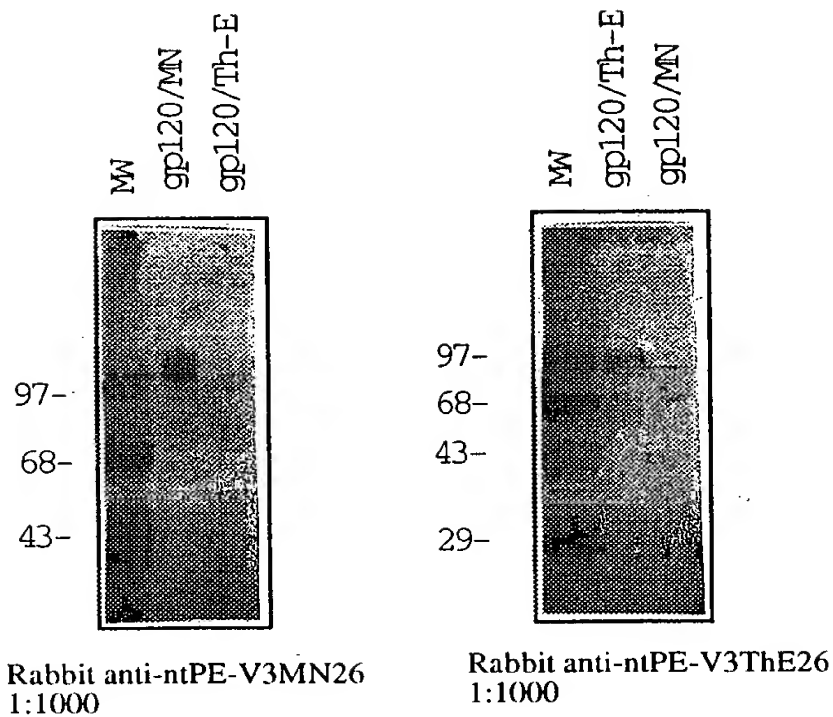 MW
gp120/MN
gp120/Th-E
97-
68-
43-
Rabbit anti-ntPE-V3MN26
1:1000
MW
gp120/Th-E
gp120/MN
97-
68-
43-
29-
Rabbit anti-ntPE-V3ThE26
1:1000